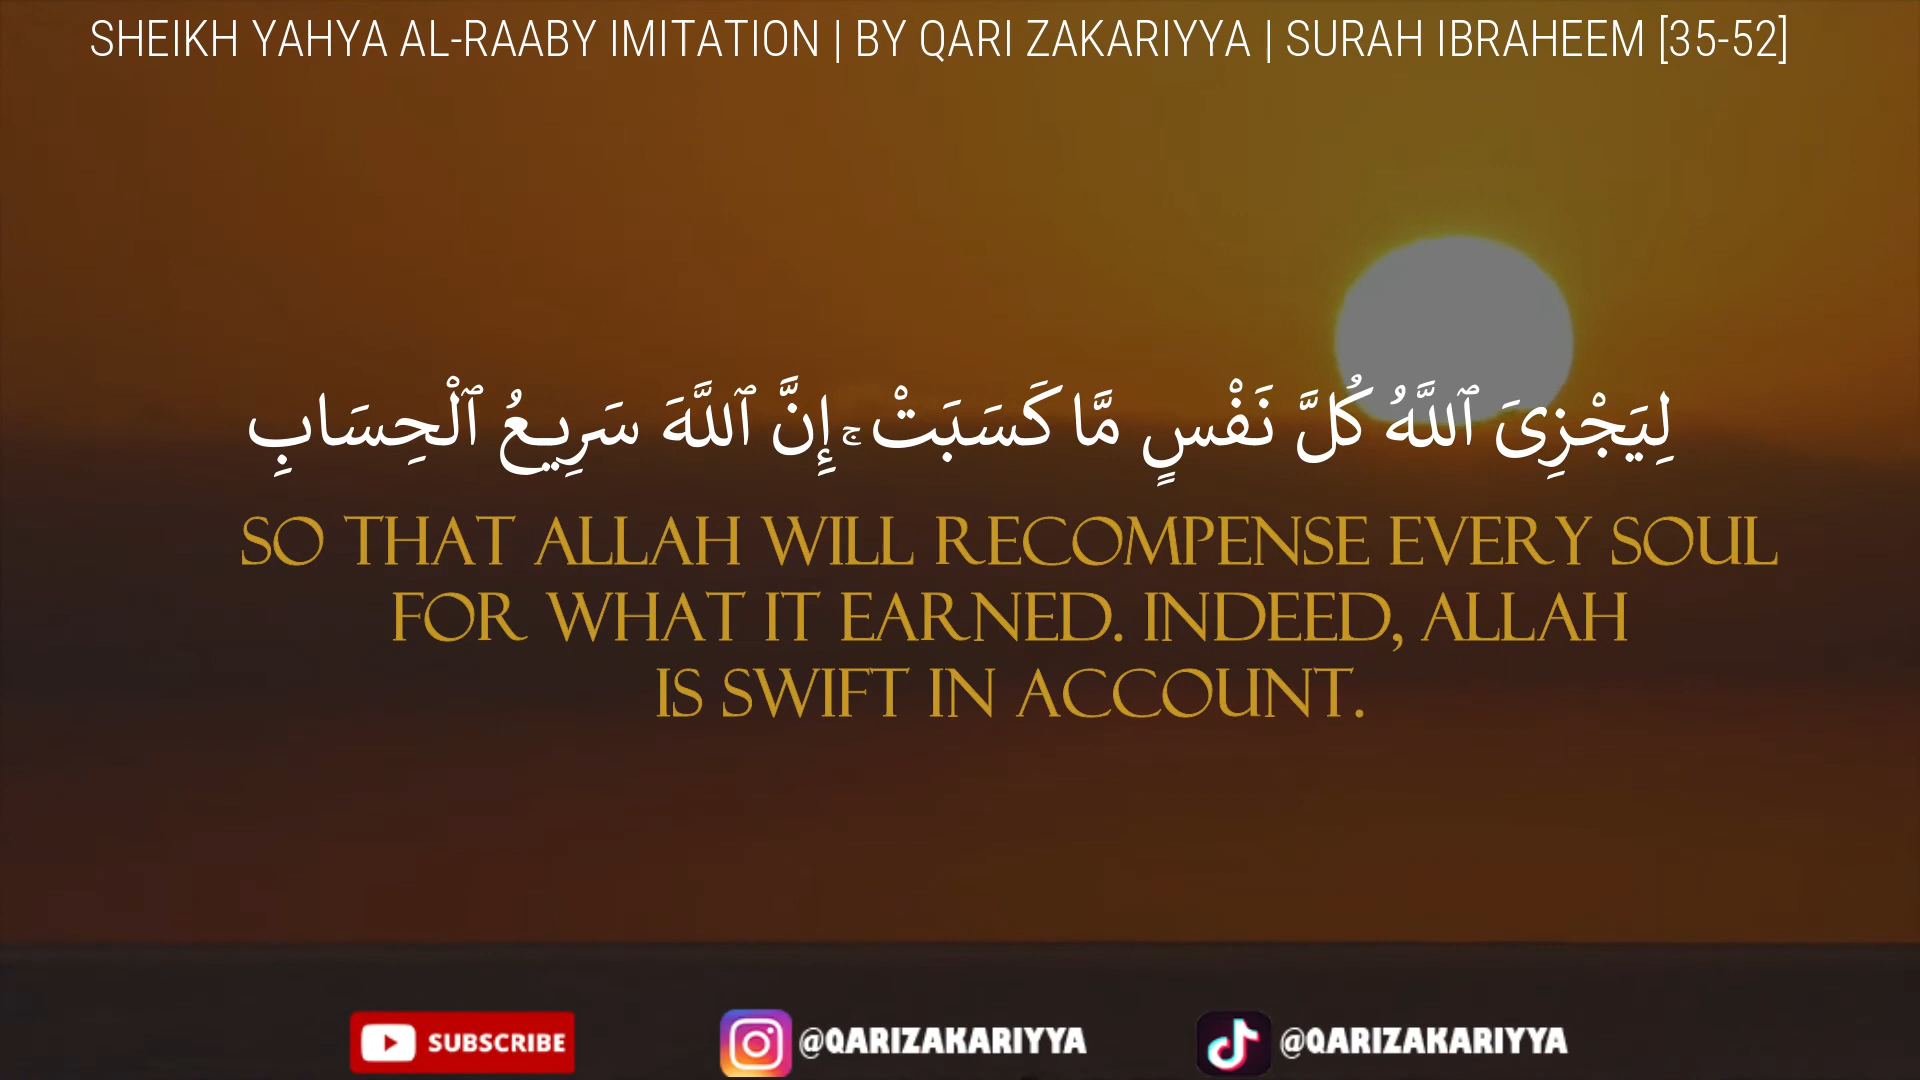 SHEIKH YAHYA AL-RAABY IMITATION | BY QARI ZAKARIYYA | SURAH IBRAHEEM [35-52]
لِيَجْزِىَ ٱللَّهُ كُلَّ نَفْسٍ مَّا كَسَبَتْ ۚ إِنَّ ٱللَّهَ سَرِيعُ ٱلْحِسَابِ
SO THAT ALLAH WILL RECOMPENSE EVERY SOUL
FOR WHAT IT EARNED. INDEED, ALLAH
IS SWIFT IN ACCOUNT.
SUBSCRIBE @QARIZAKARIYYA @QARIZAKARIYYA